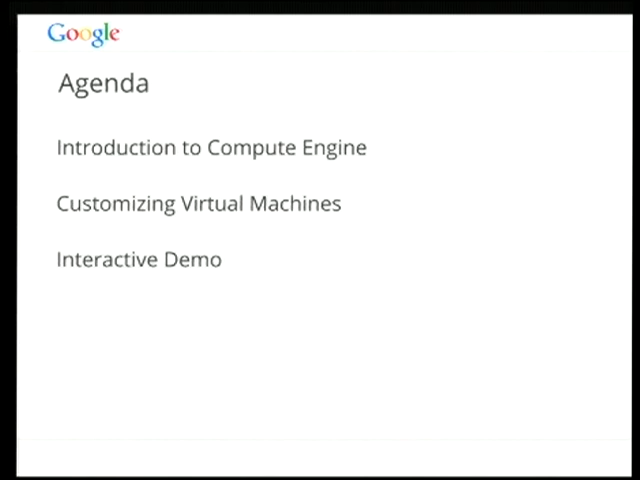 Google
Agenda
Introduction to Compute Engine
Customizing Virtual Machines
Interactive Demo